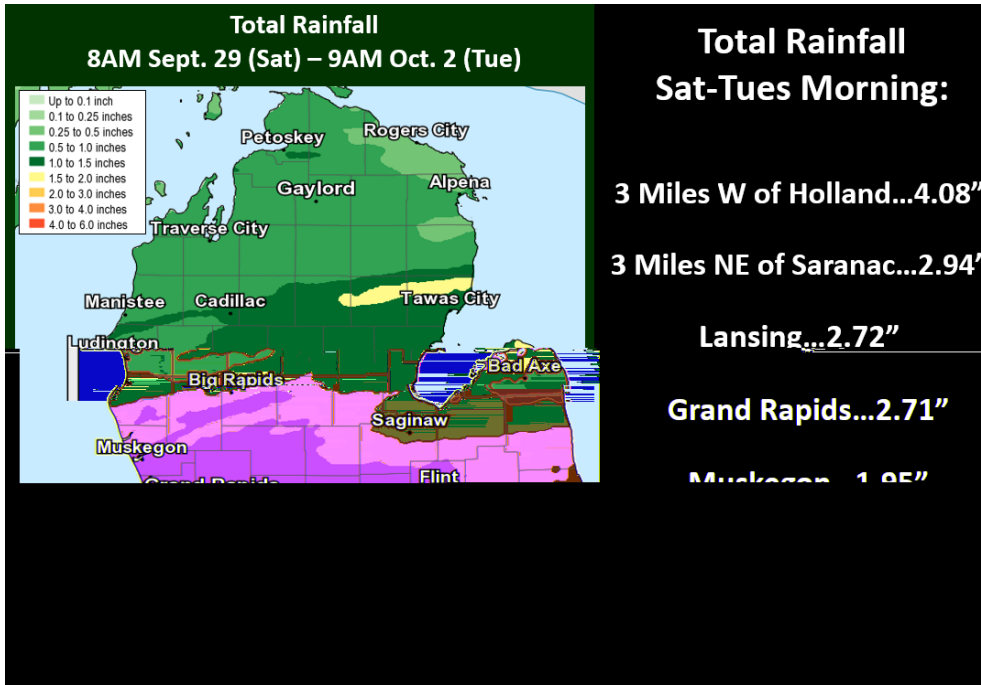 Total Rainfall
8AM Sept. 29 (Sat) – 9AM Oct. 2 (Tue)
Up to 0.1 inch
0.1 to 0.25 inches
0.25 to 0.5 inches
0.5 to 1.0 inches
1.0 to 1.5 inches
1.5 to 2.0 inches
2.0 to 3.0 inches
3.0 to 4.0 inches
4.0 to 6.0 inches
Petoskey
Rogers City
Gaylord
Alpena
Traverse City
Manistee
Cadillac
Tawas City
Ludington
Bad Axe
Big Rapids
Saginaw
Muskegon
Grand Rapids
Flint
Total Rainfall
Sat-Tues Morning:
3 Miles W of Holland...4.08”
3 Miles NE of Saranac...2.94”
Lansing...2.72”
Grand Rapids...2.71”
Muskegon...1.95”